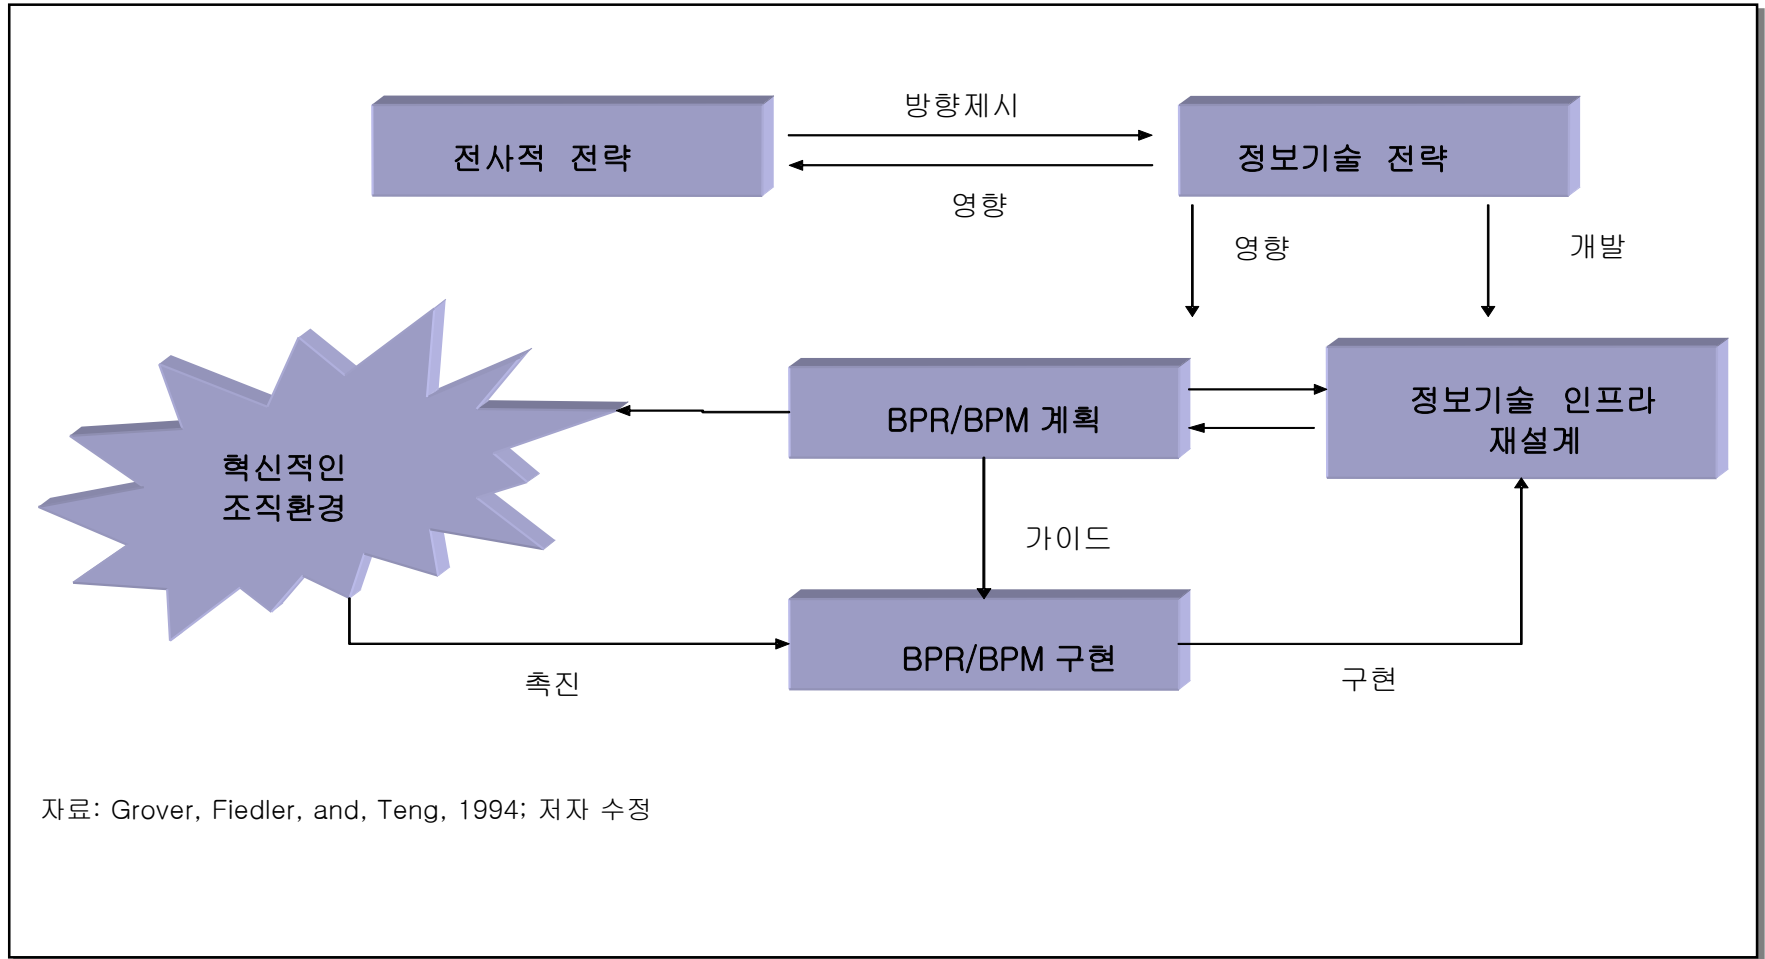 방향제시
전사적 전략
정보기술 전략
영향
영향
개발
BPR/BPM 계획
정보기술 인프라
재설계
혁신적인
조직환경
가이드
BPR/BPM 구현
촉진
구현
자료: Grover, Fiedler, and, Teng, 1994; 저자 수정